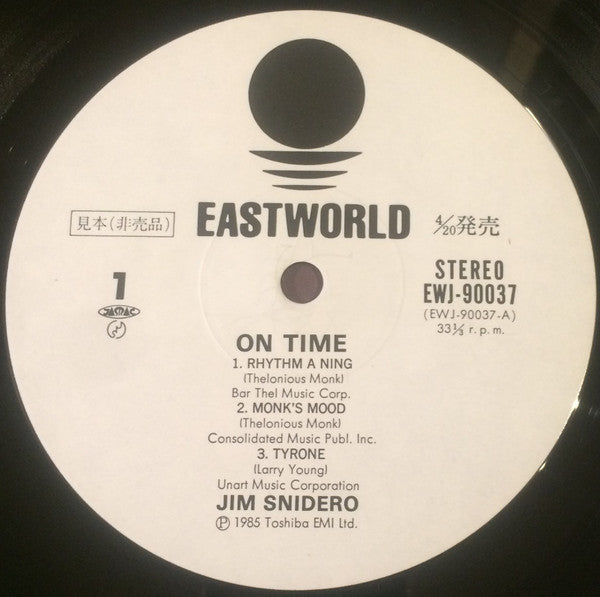 EASTWORLD
見本(非売品)
4/20発売
1
JASRAC
STEREO
EWJ-90037
(EWJ-90037-A)
33⅓ r. p. m.
ON TIME
1. RHYTHM A NING
(Thelonious Monk)
Bar Thel Music Corp.
2. MONK'S MOOD
(Thelonious Monk)
Consolidated Music Publ. Inc.
3. TYRONE
(Larry Young)
Unart Music Corporation
JIM SNIDERO
Ⓟ 1985 Toshiba EMI Ltd.